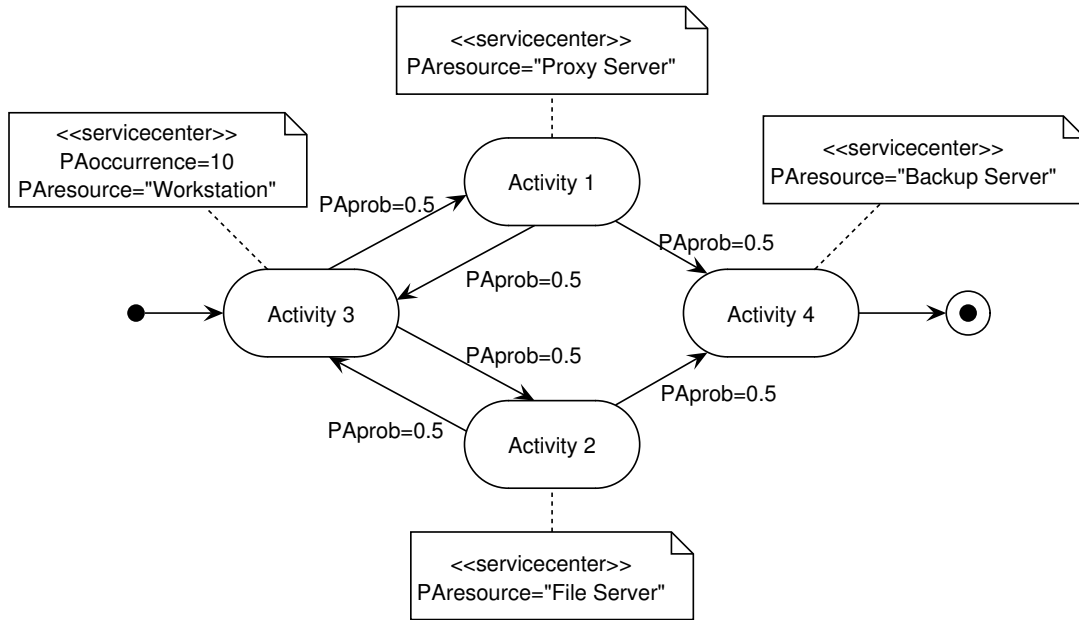 <<servicecenter>>
PAresource="Proxy Server"
<<servicecenter>>
PAoccurrence=10
PAresource="Workstation"
<<servicecenter>>
PAresource="Backup Server"
Activity 1
PAprob=0.5
PAprob=0.5
PAprob=0.5
Activity 3
Activity 4
PAprob=0.5
PAprob=0.5
PAprob=0.5
Activity 2
<<servicecenter>>
PAresource="File Server"